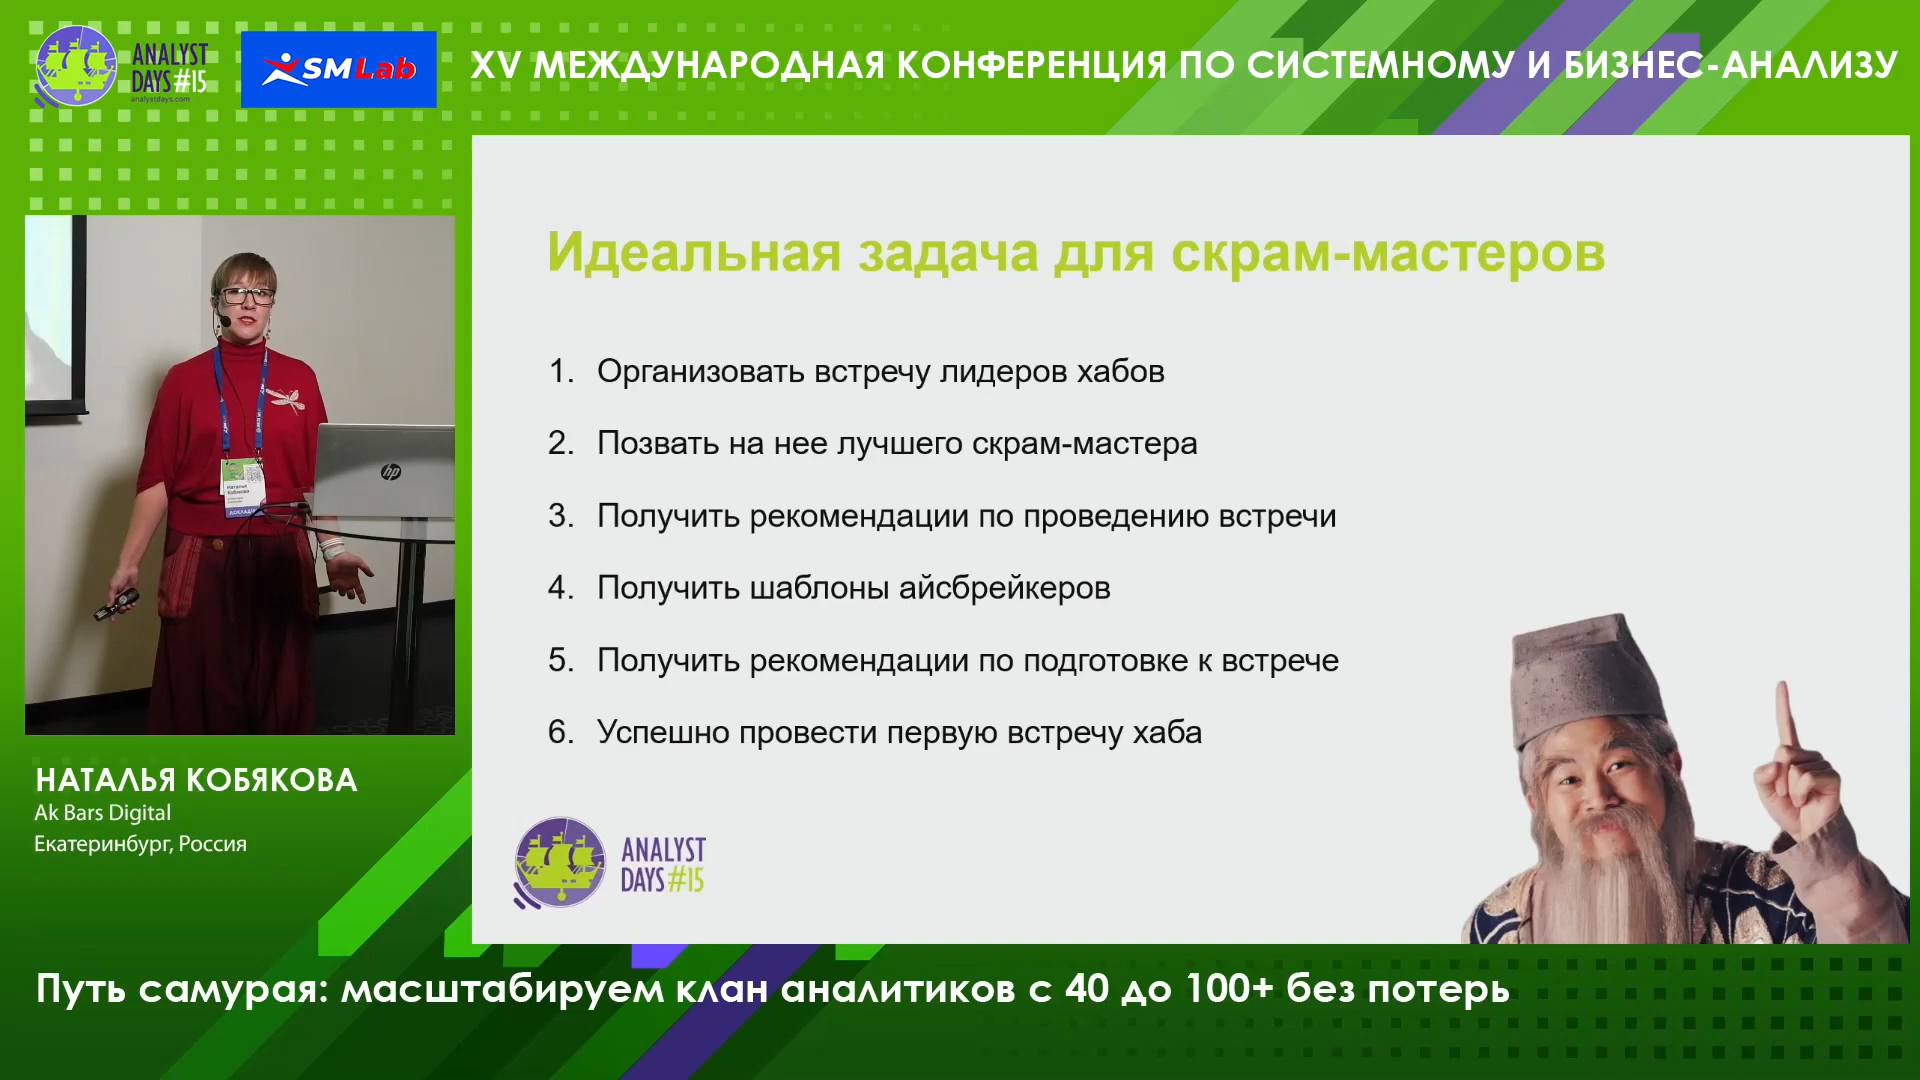 ANALYST
DAYS#15
analystdays.com
SMLab
XV МЕЖДУНАРОДНАЯ КОНФЕРЕНЦИЯ ПО СИСТЕМНОМУ И БИЗНЕС-АНАЛИЗУ
hp
Наталья
Кобякова
НАТАЛЬЯ КОБЯКОВА
Ak Bars Digital
Екатеринбург, Россия
Идеальная задача для скрам-мастеров
1. Организовать встречу лидеров хабов
2. Позвать на нее лучшего скрам-мастера
3. Получить рекомендации по проведению встречи
4. Получить шаблоны айсбрейкеров
5. Получить рекомендации по подготовке к встрече
6. Успешно провести первую встречу хаба
ANALYST
DAYS#15
Путь самурая: масштабируем клан аналитиков с 40 до 100+ без потерь